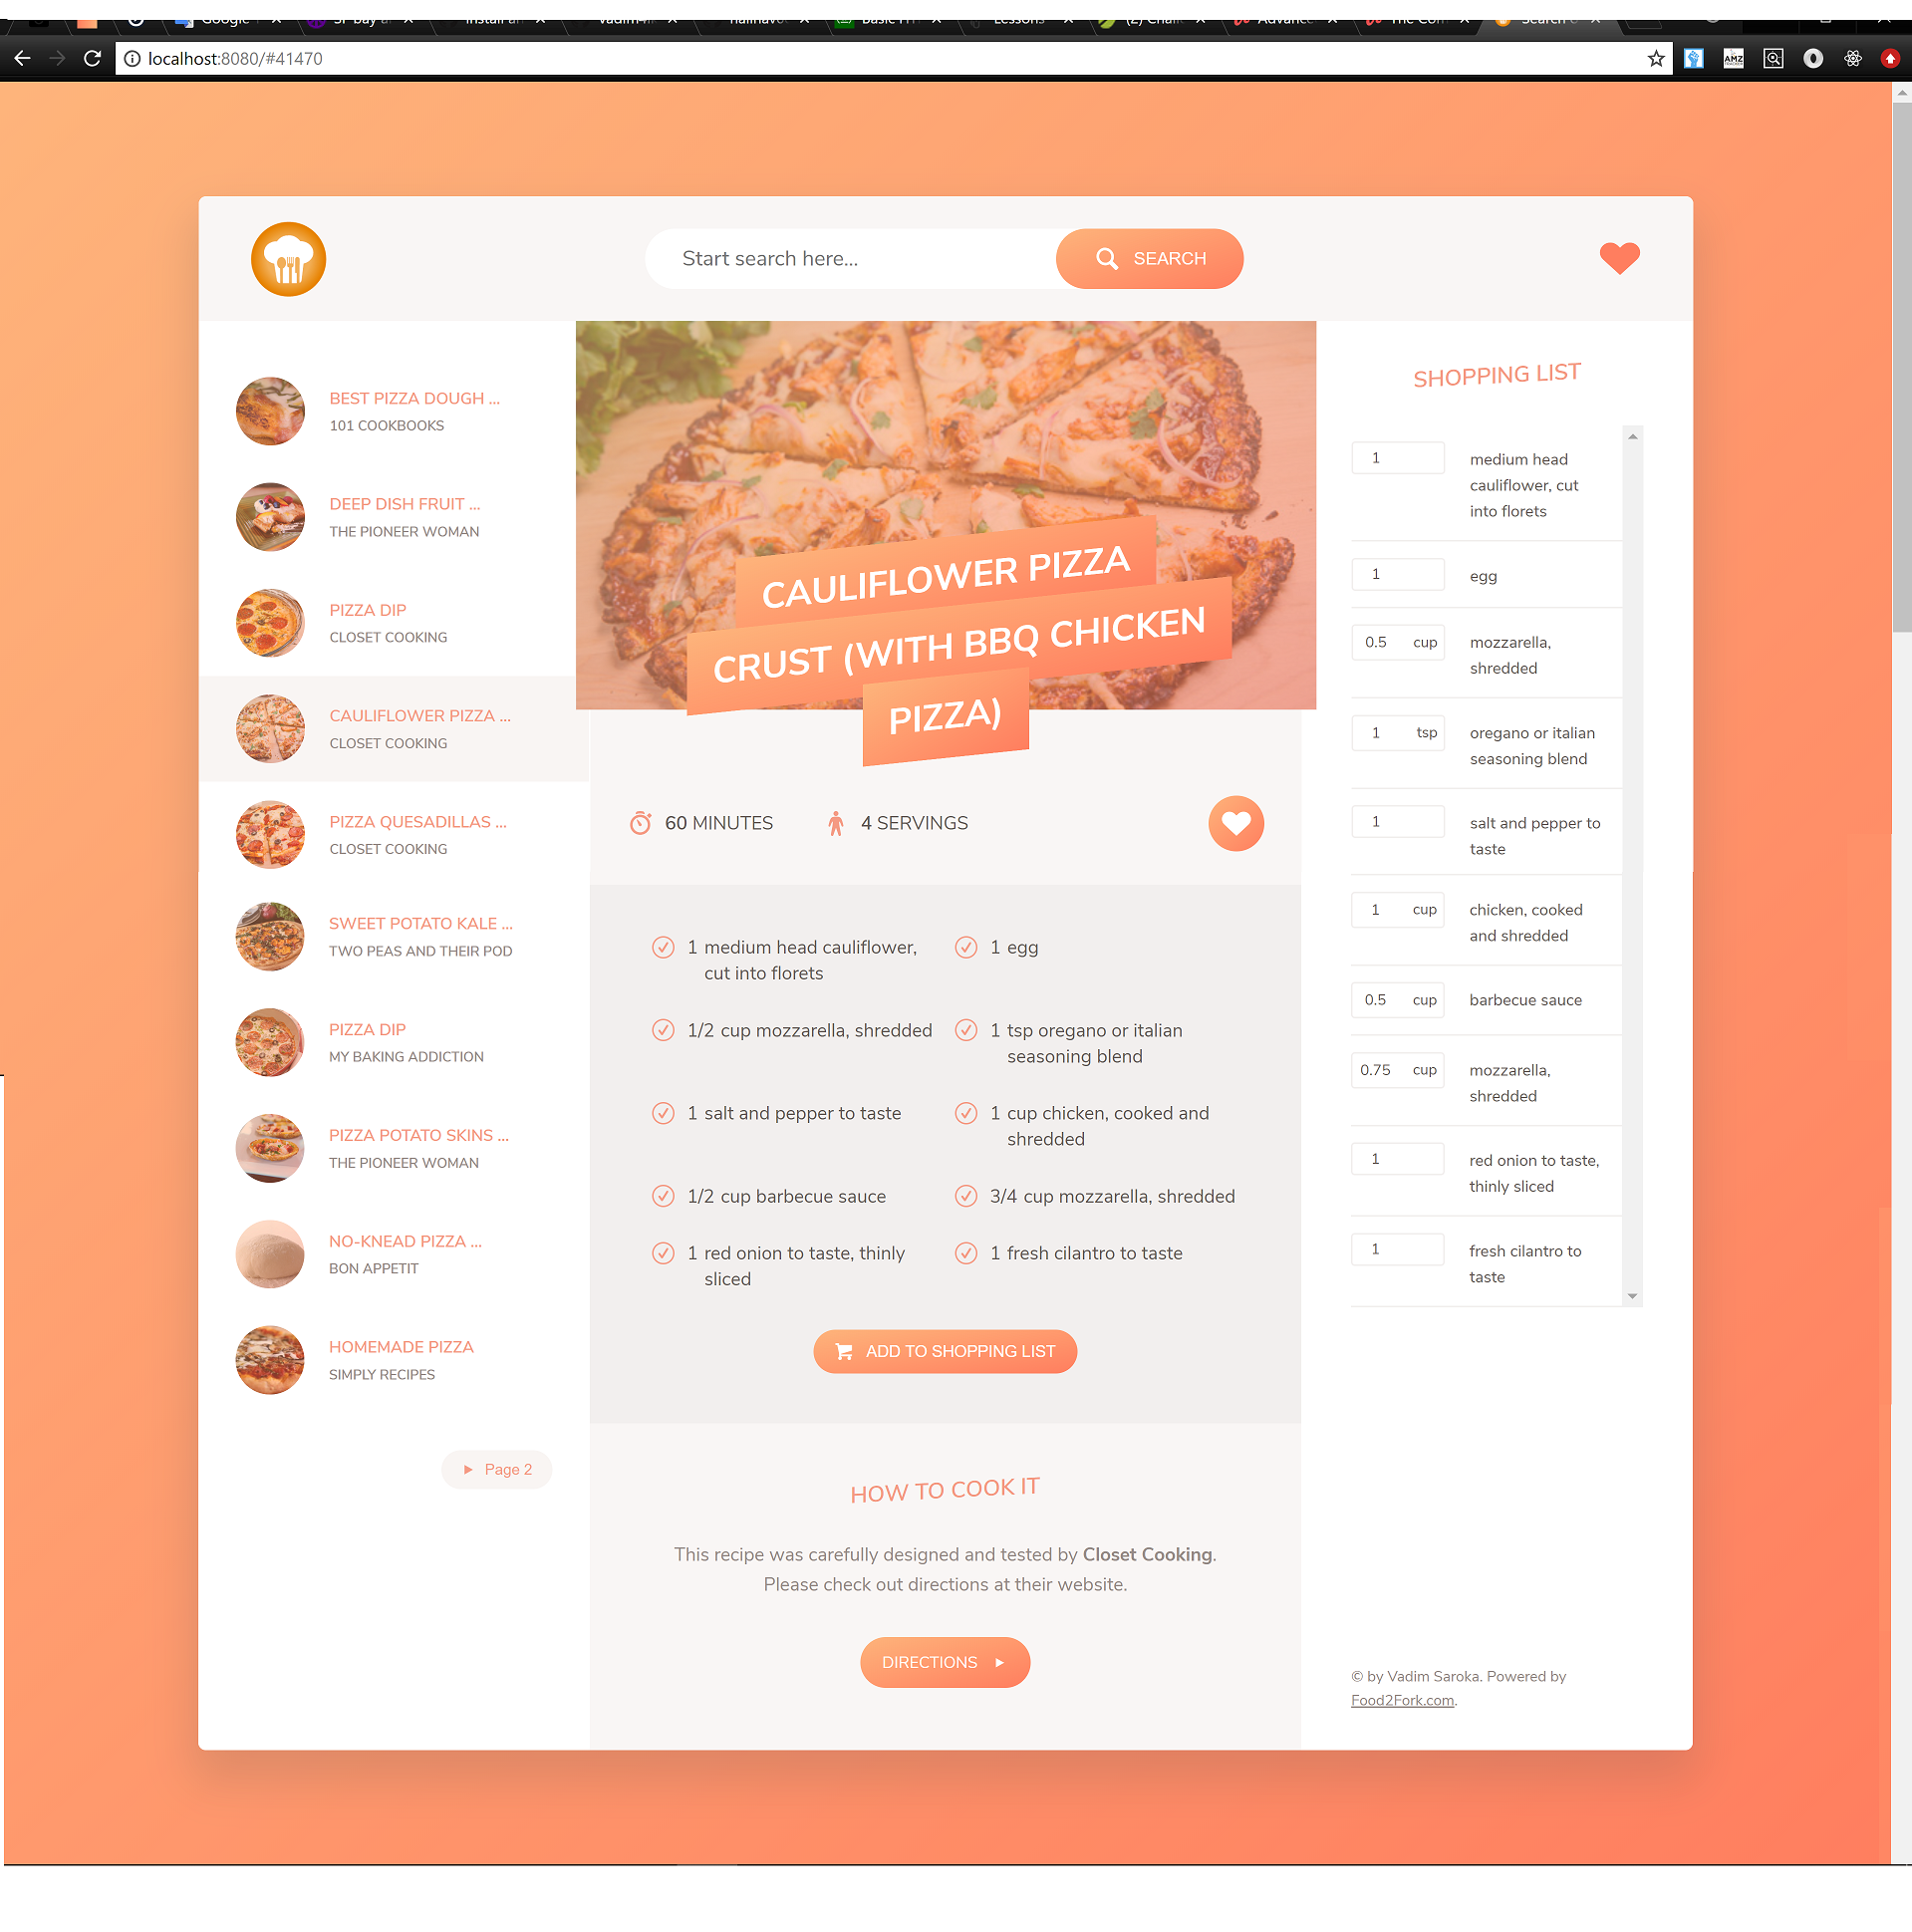 localhost:8080/#41470
Start search here...
SEARCH
BEST PIZZA DOUGH ...
101 COOKBOOKS
DEEP DISH FRUIT ...
THE PIONEER WOMAN
PIZZA DIP
CLOSET COOKING
CAULIFLOWER PIZZA ...
CLOSET COOKING
PIZZA QUESADILLAS ...
CLOSET COOKING
SWEET POTATO KALE ...
TWO PEAS AND THEIR POD
PIZZA DIP
MY BAKING ADDICTION
PIZZA POTATO SKINS ...
THE PIONEER WOMAN
NO-KNEAD PIZZA ...
BON APPETIT
HOMEMADE PIZZA
SIMPLY RECIPES
Page 2
CAULIFLOWER PIZZA
CRUST (WITH BBQ CHICKEN
PIZZA)
60 MINUTES
4 SERVINGS
1 medium head cauliflower,
cut into florets
1 egg
1/2 cup mozzarella, shredded
1 tsp oregano or italian
seasoning blend
1 salt and pepper to taste
1 cup chicken, cooked and
shredded
1/2 cup barbecue sauce
3/4 cup mozzarella, shredded
1 red onion to taste, thinly
sliced
1 fresh cilantro to taste
ADD TO SHOPPING LIST
HOW TO COOK IT
This recipe was carefully designed and tested by Closet Cooking.
Please check out directions at their website.
DIRECTIONS
SHOPPING LIST
1 medium head
cauliflower, cut
into florets
1 egg
0.5 cup mozzarella,
shredded
1 tsp oregano or italian
seasoning blend
1 salt and pepper to
taste
1 cup chicken, cooked
and shredded
0.5 cup barbecue sauce
0.75 cup mozzarella,
shredded
1 red onion to taste,
thinly sliced
1 fresh cilantro to
taste
© by Vadim Saroka. Powered by
Food2Fork.com.